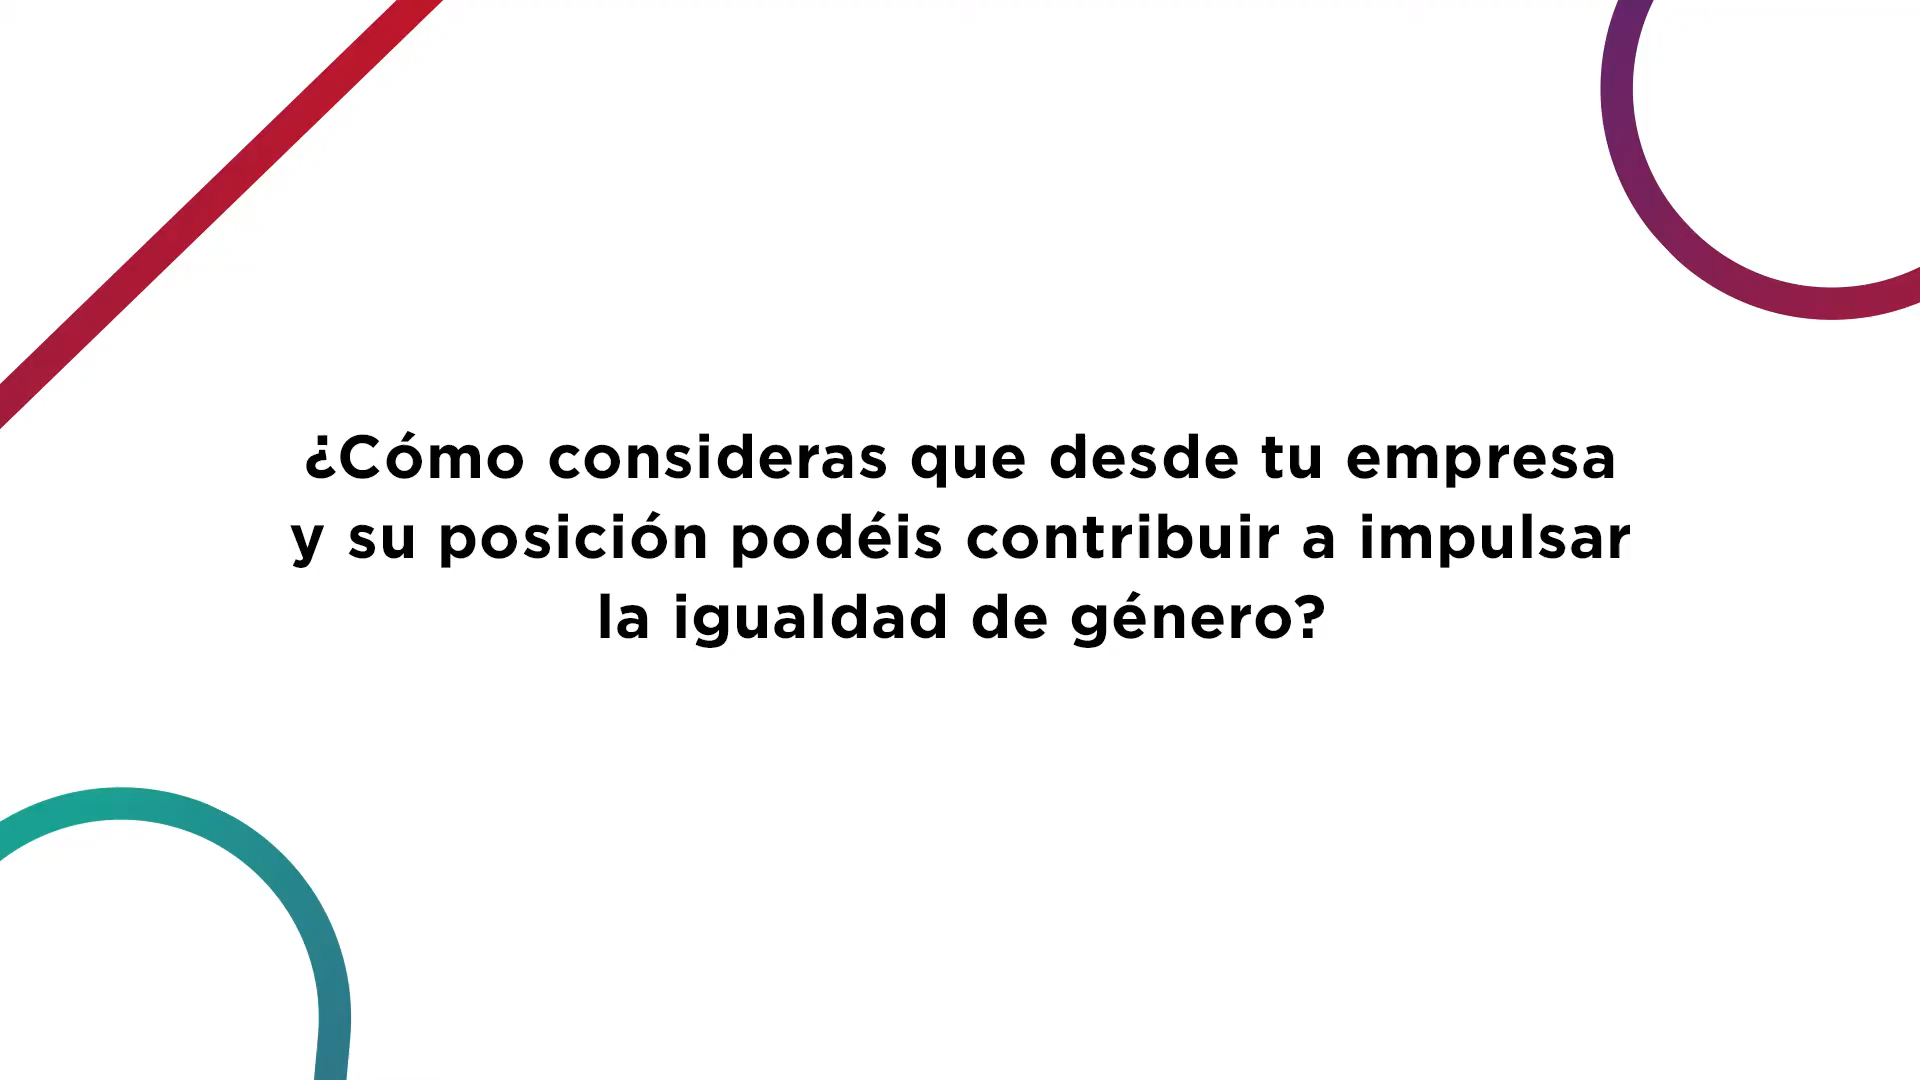 ¿Cómo consideras que desde tu empresa
y su posición podéis contribuir a impulsar
la igualdad de género?